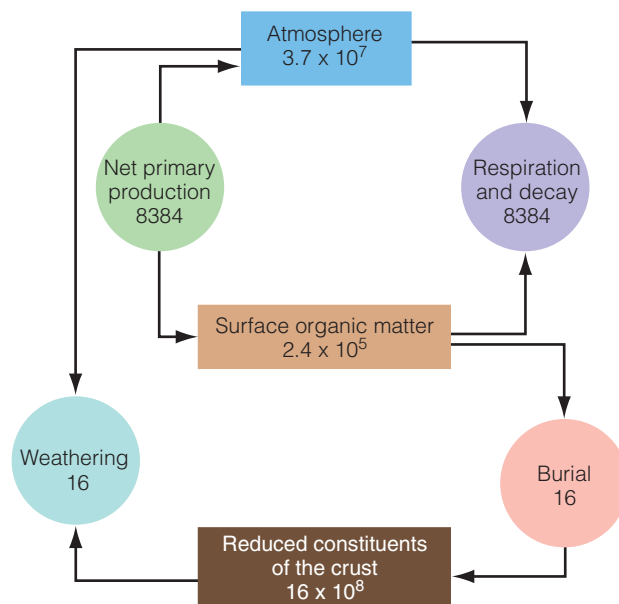 Atmosphere
3.7 x 10⁷
Net primary
production
8384
Respiration
and decay
8384
Surface organic matter
2.4 x 10⁵
Weathering
16
Burial
16
Reduced constituents
of the crust
16 x 10⁸